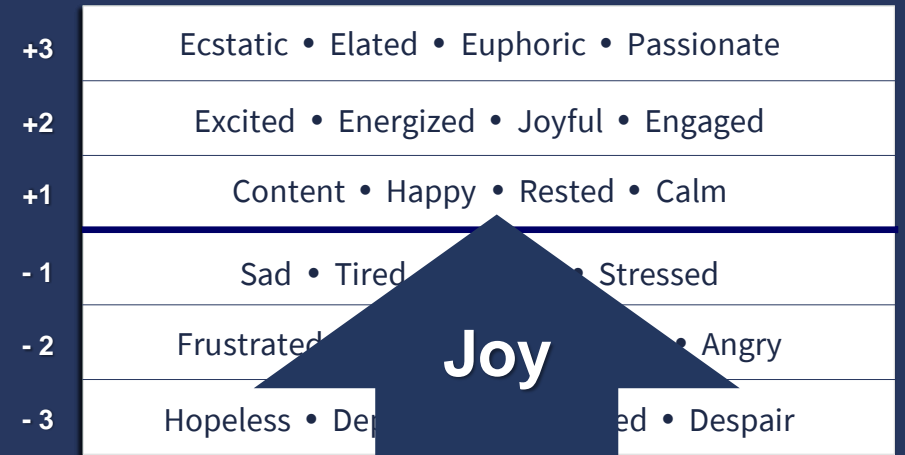 +3 Ecstatic • Elated • Euphoric • Passionate
+2 Excited • Energized • Joyful • Engaged
+1 Content • Happy • Rested • Calm
- 1 Sad • Tired • Stressed
- 2 Frustrated • Angry
Joy
- 3 Hopeless • • Despair